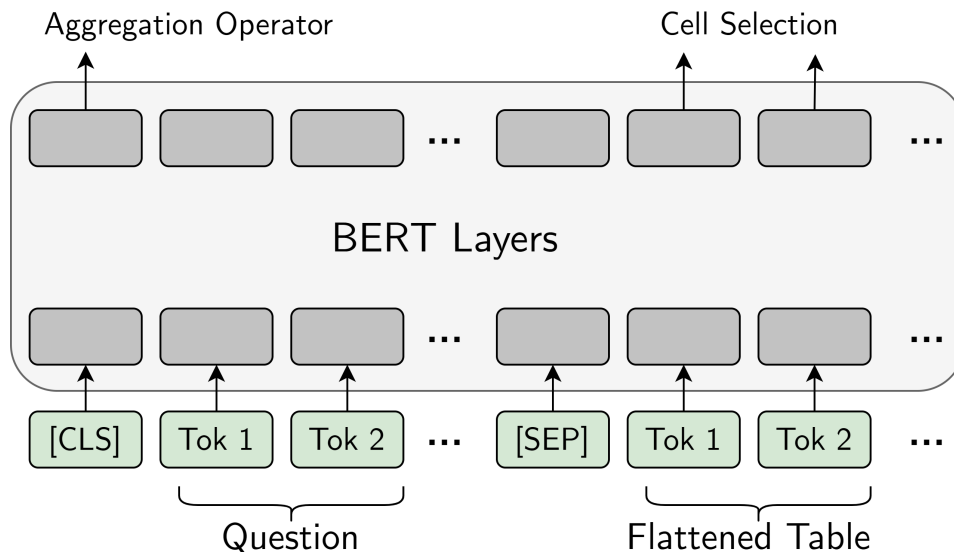 Aggregation Operator Cell Selection
... ...
BERT Layers
... ...
[CLS] Tok 1 Tok 2 ... [SEP] Tok 1 Tok 2 ...
Question Flattened Table